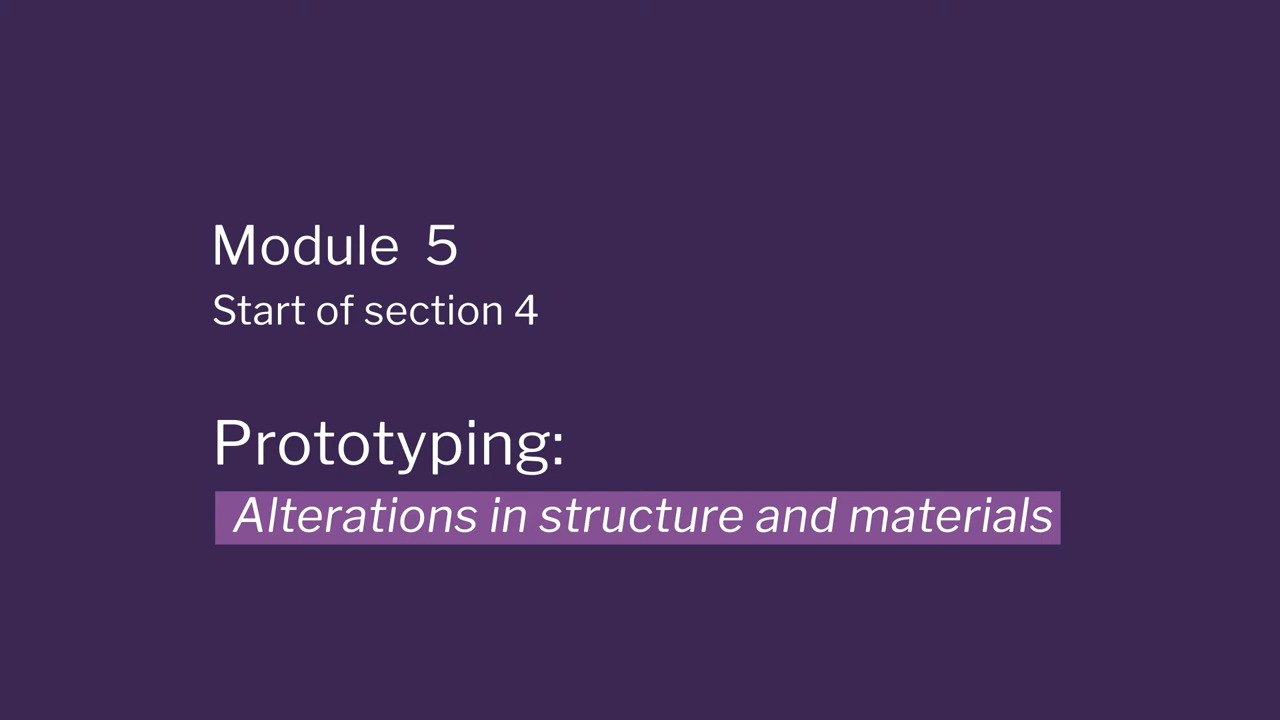 Module 5
Start of section 4
Prototyping:
Alterations in structure and materials